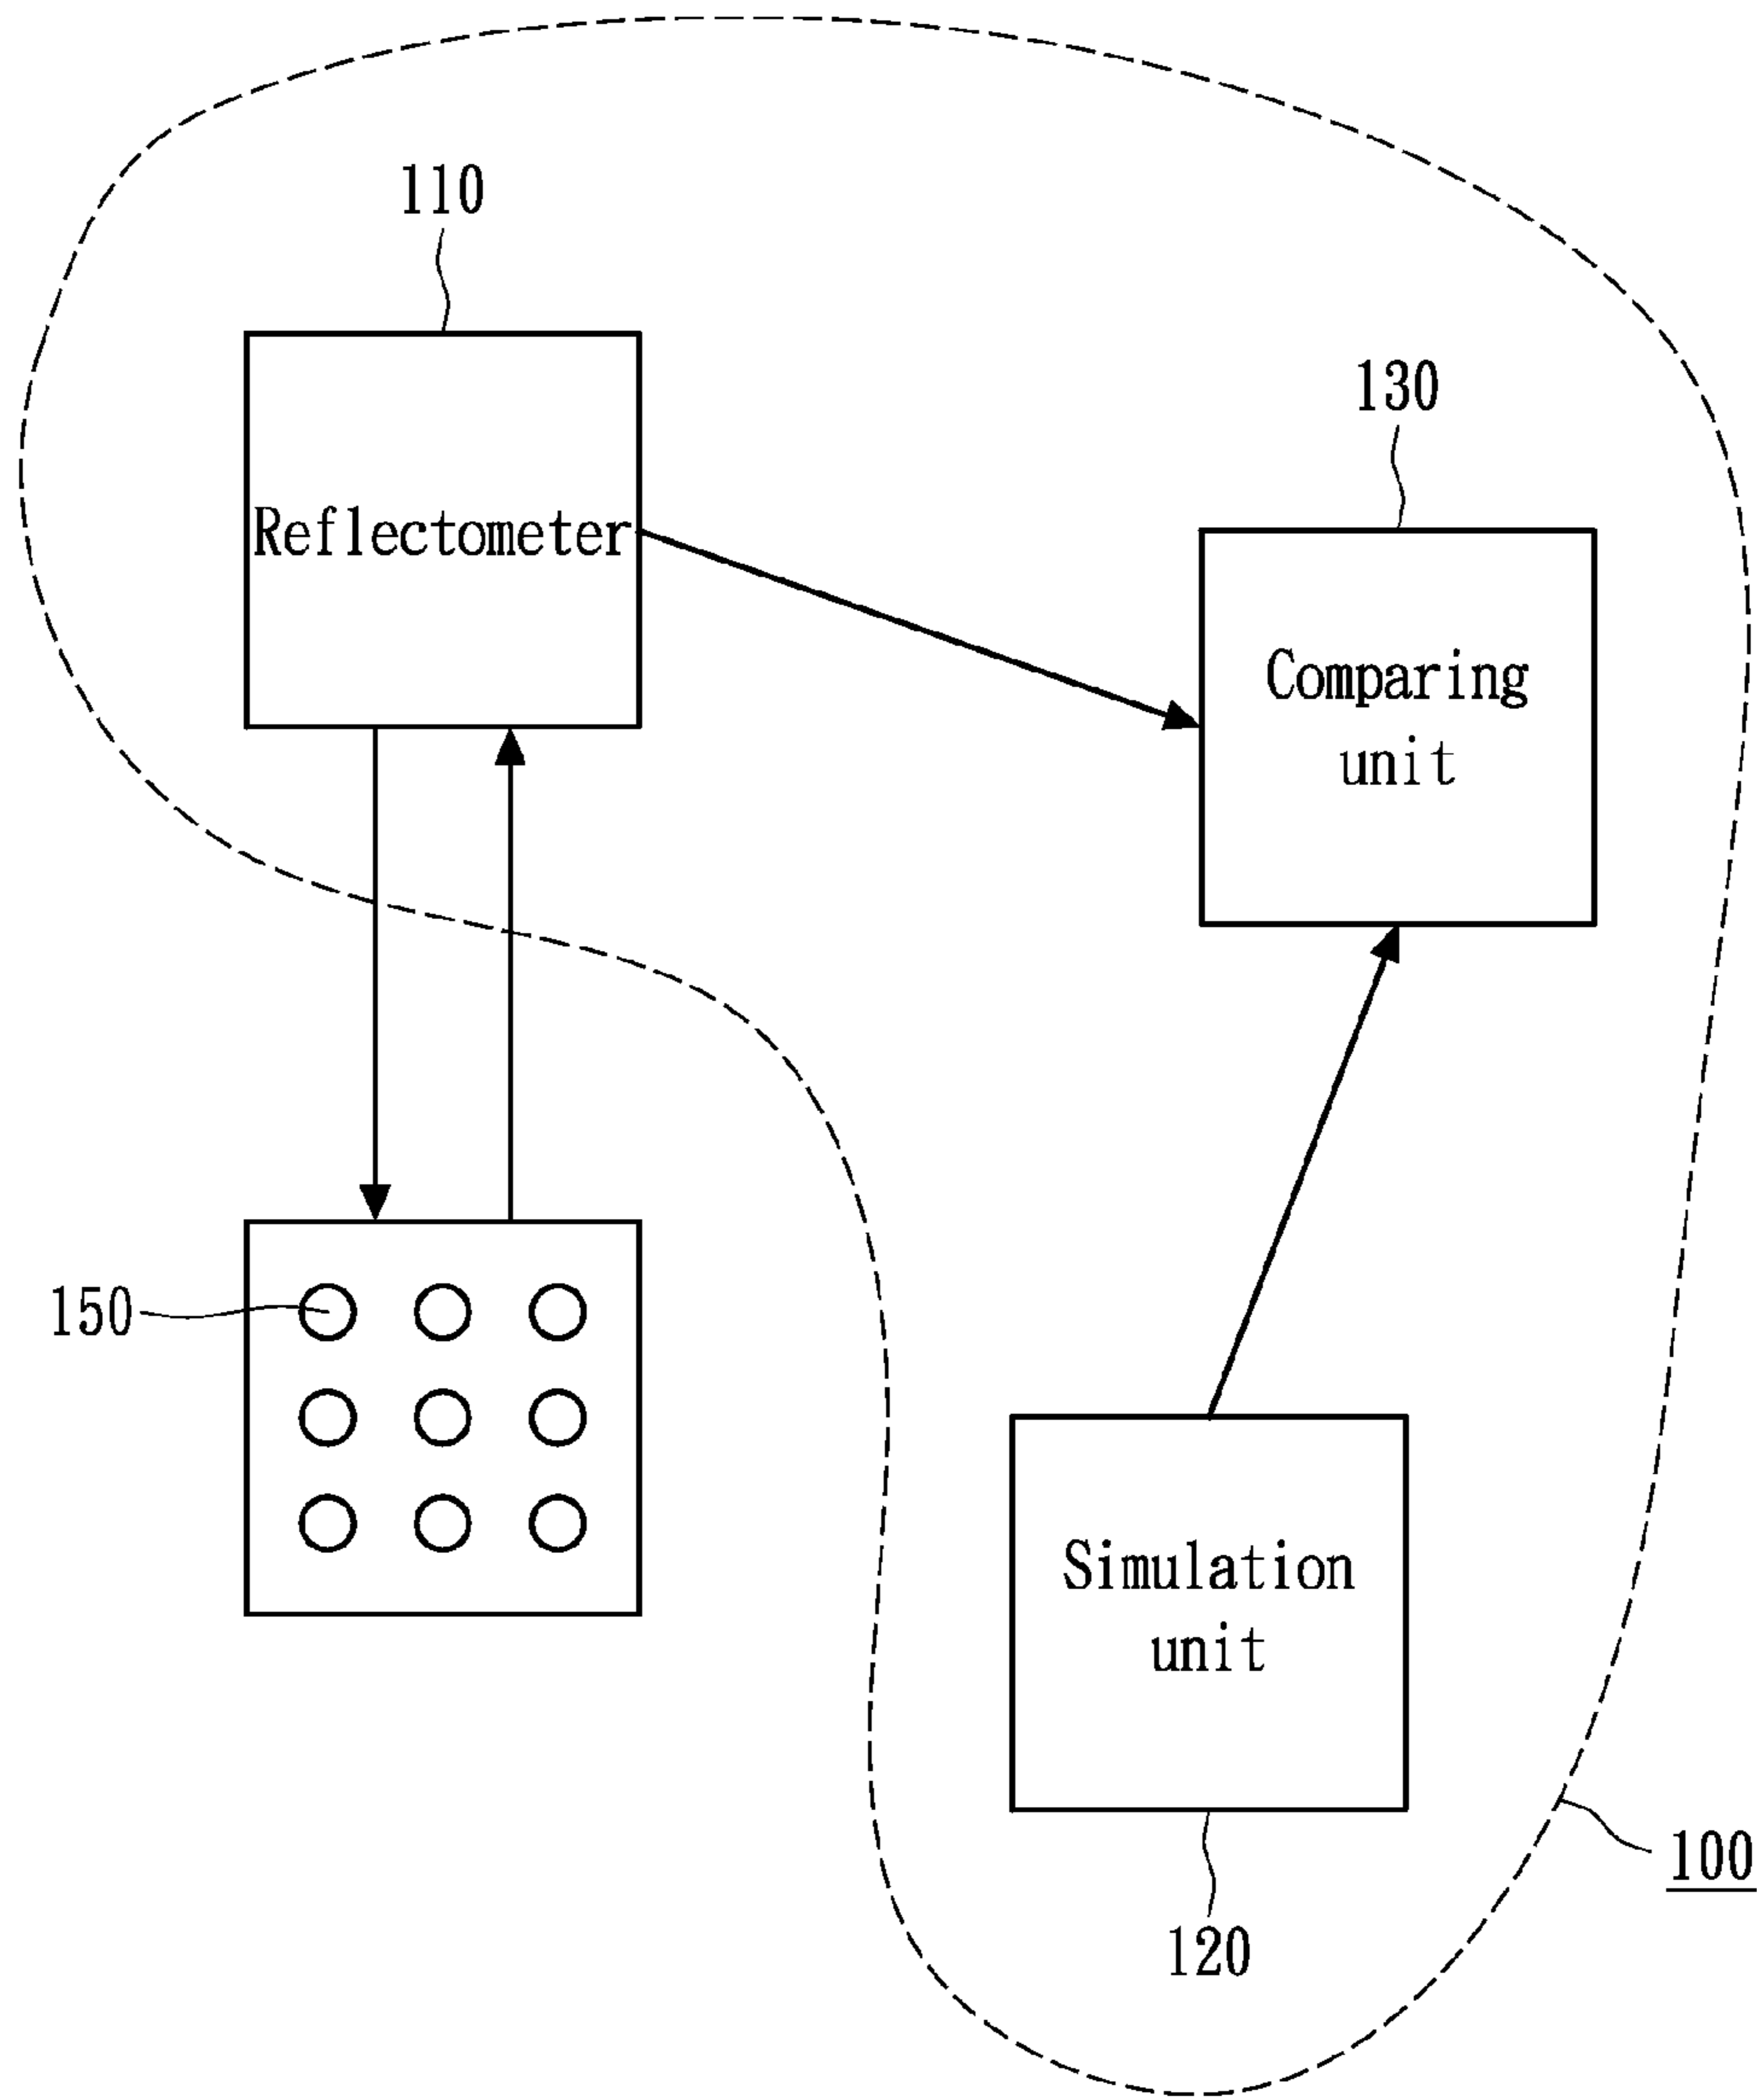 110
130
Reflectometer
Comparing
unit
150
Simulation
unit
100
120